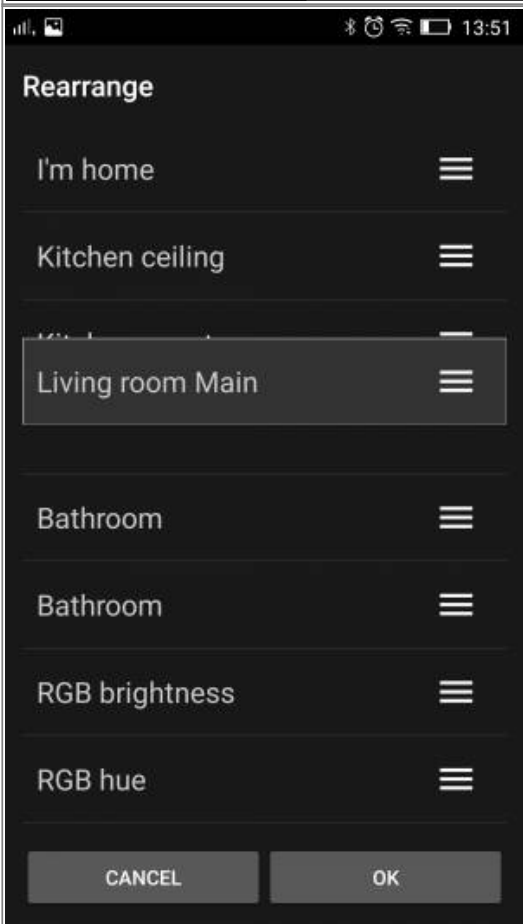 13:51
Rearrange
I'm home
Kitchen ceiling
Living room Main
Bathroom
Bathroom
RGB brightness
RGB hue
CANCEL
OK